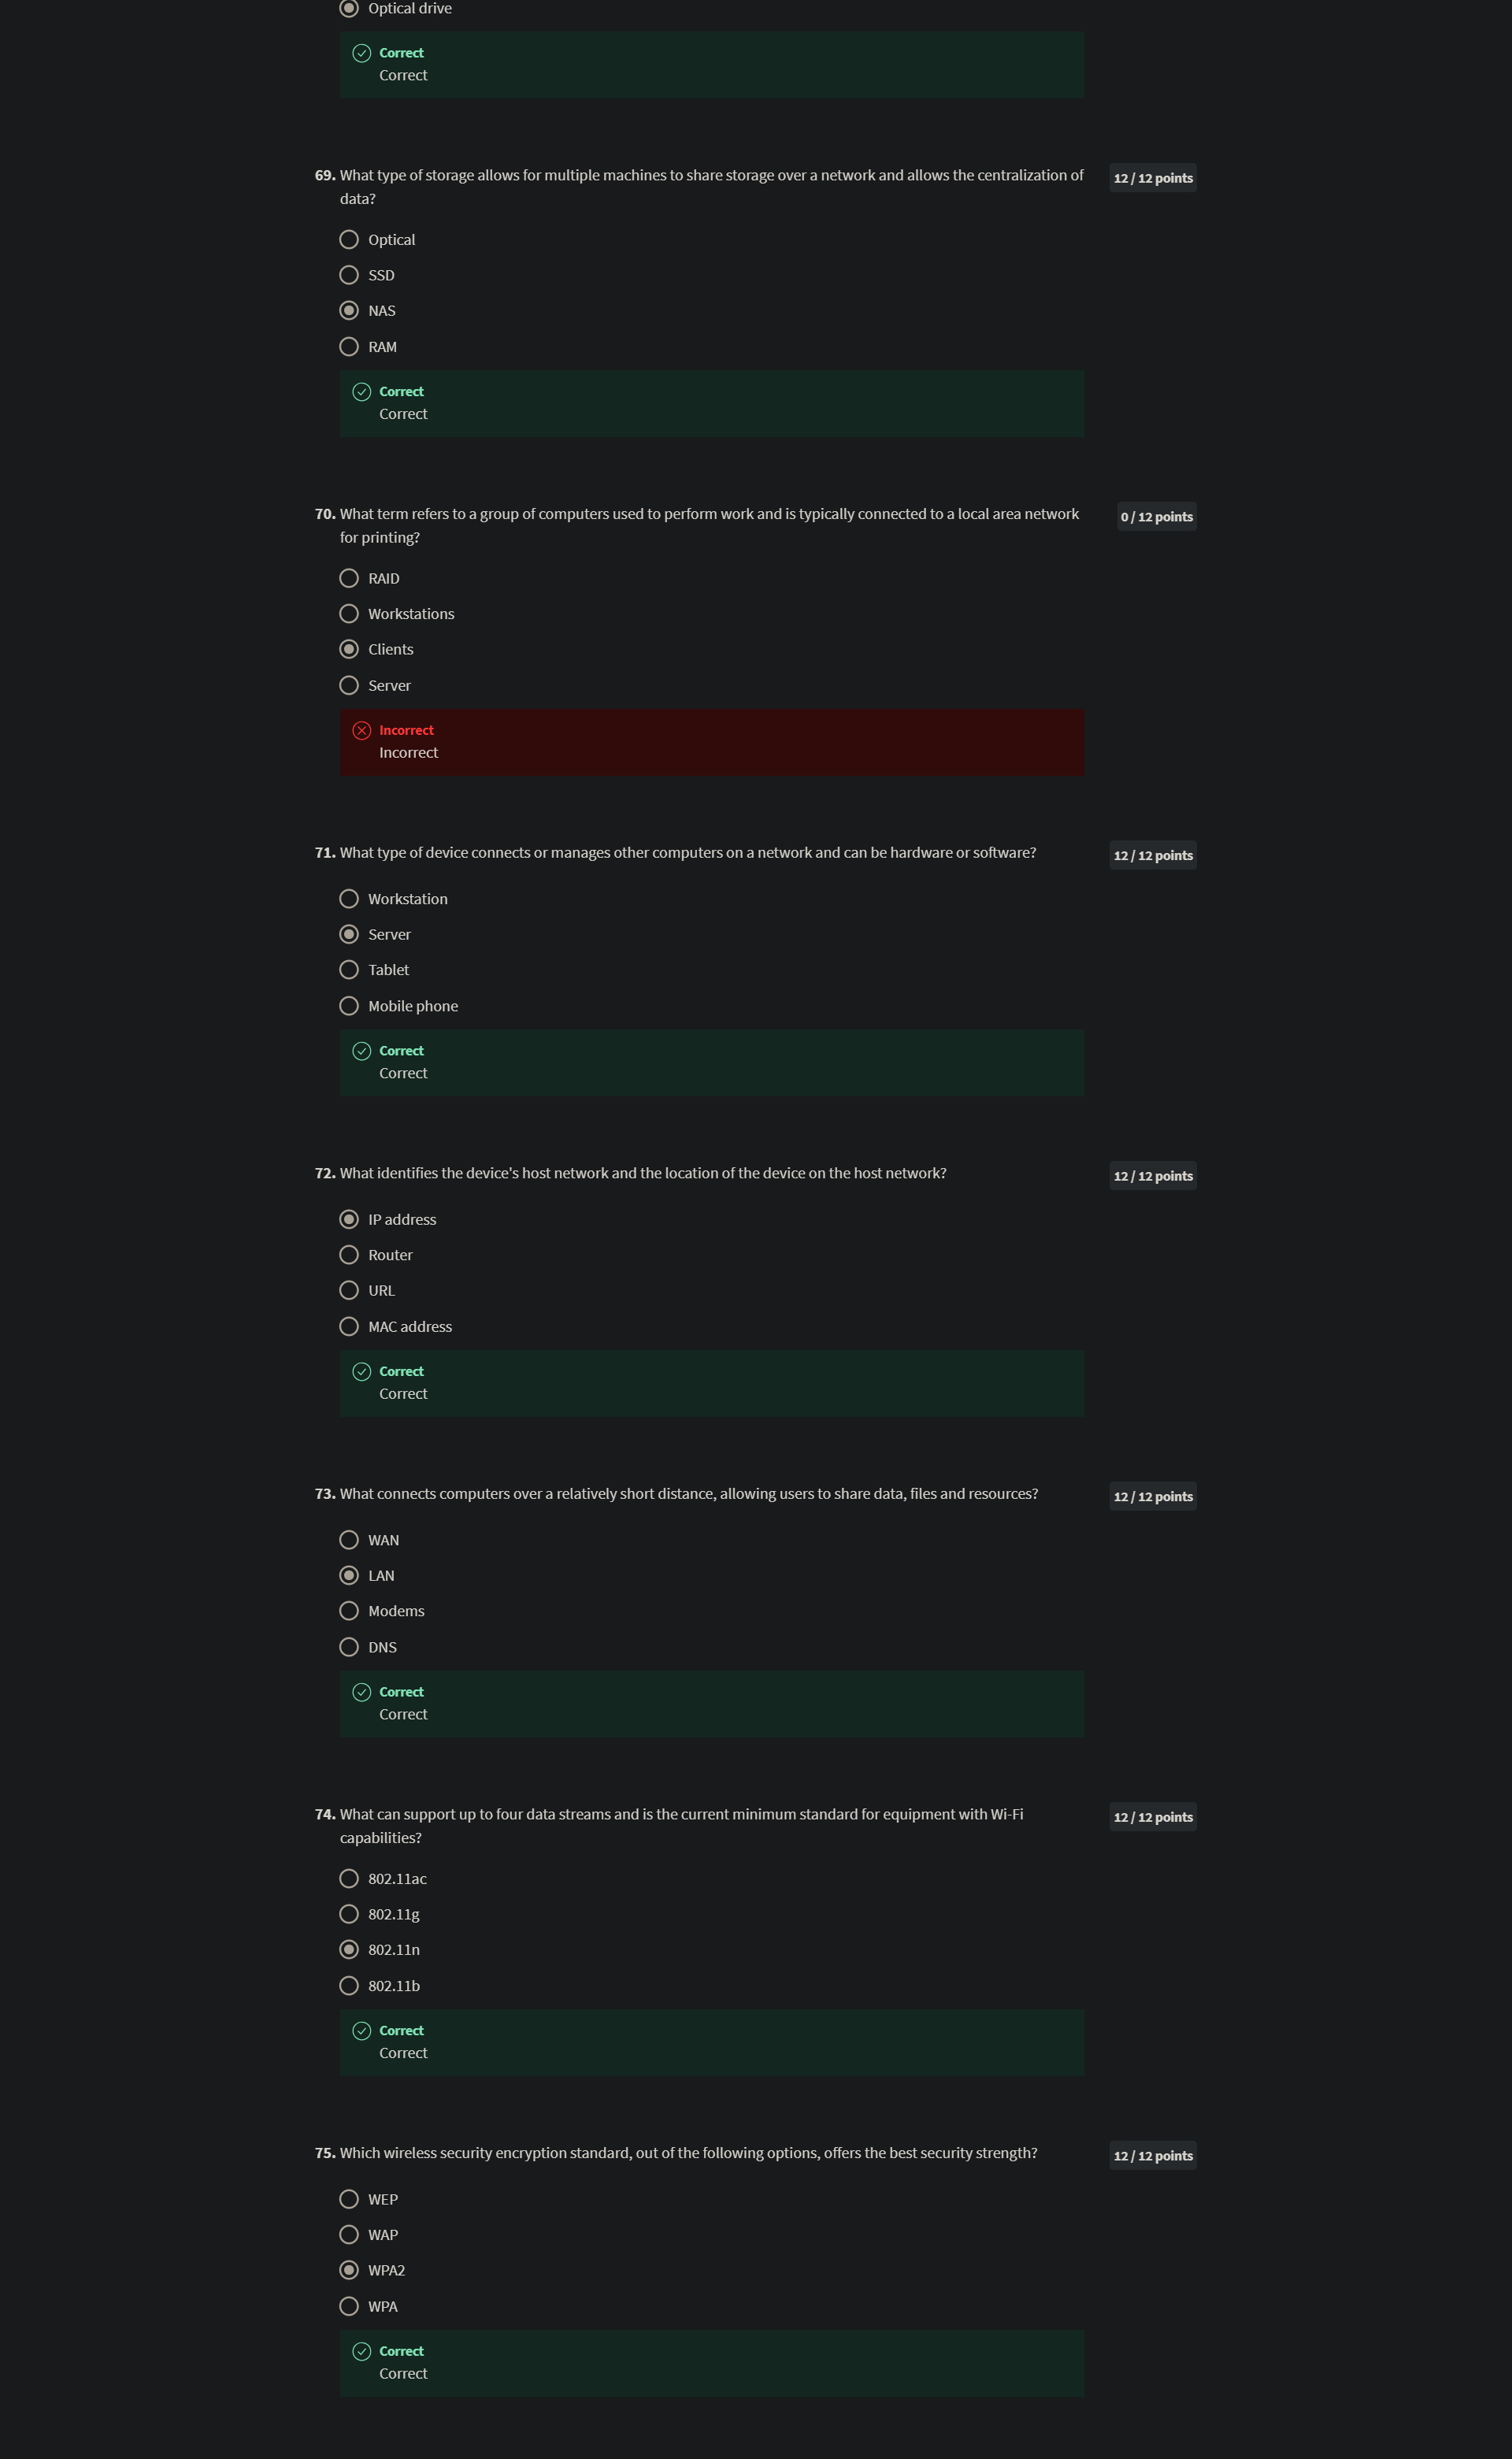 Optical drive
Correct
Correct
69. What type of storage allows for multiple machines to share storage over a network and allows the centralization of
data?
12 / 12 points
Optical
SSD
NAS
RAM
Correct
Correct
70. What term refers to a group of computers used to perform work and is typically connected to a local area network
for printing?
0 / 12 points
RAID
Workstations
Clients
Server
Incorrect
Incorrect
71. What type of device connects or manages other computers on a network and can be hardware or software?
12 / 12 points
Workstation
Server
Tablet
Mobile phone
Correct
Correct
72. What identifies the device's host network and the location of the device on the host network?
12 / 12 points
IP address
Router
URL
MAC address
Correct
Correct
73. What connects computers over a relatively short distance, allowing users to share data, files and resources?
12 / 12 points
WAN
LAN
Modems
DNS
Correct
Correct
74. What can support up to four data streams and is the current minimum standard for equipment with Wi-Fi
capabilities?
12 / 12 points
802.11ac
802.11g
802.11n
802.11b
Correct
Correct
75. Which wireless security encryption standard, out of the following options, offers the best security strength?
12 / 12 points
WEP
WAP
WPA2
WPA
Correct
Correct